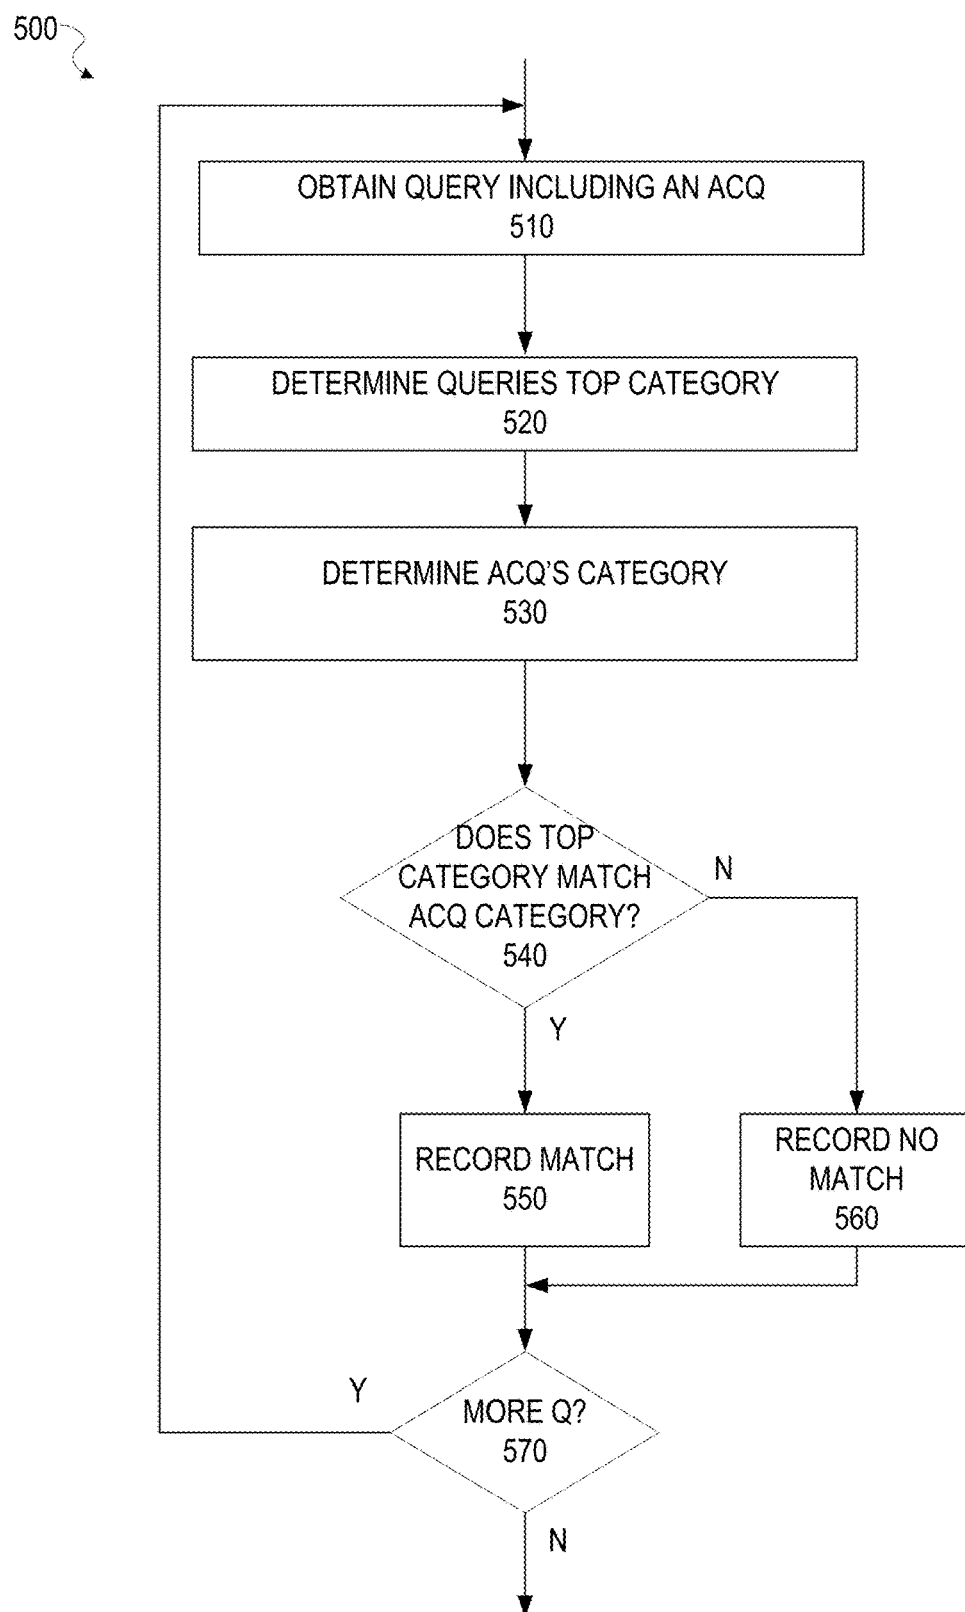 500
OBTAIN QUERY INCLUDING AN ACQ
510
DETERMINE QUERIES TOP CATEGORY
520
DETERMINE ACQ'S CATEGORY
530
DOES TOP
CATEGORY MATCH
ACQ CATEGORY?
540
N
Y
RECORD MATCH
550
RECORD NO
MATCH
560
Y
MORE Q?
570
N